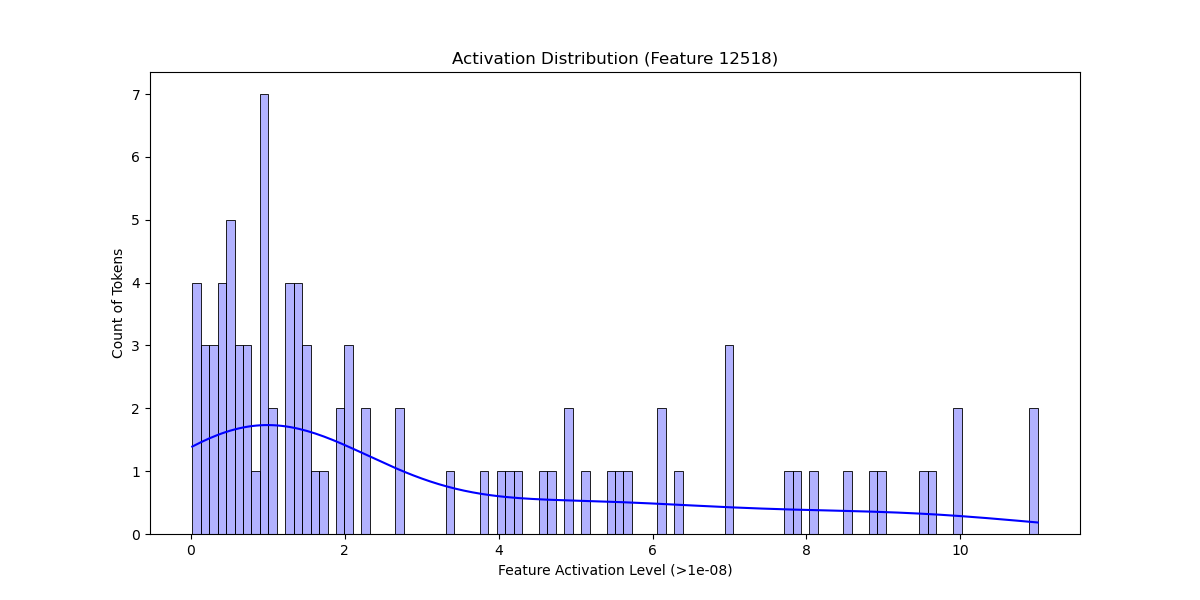 Activation Distribution (Feature 12518)
7
6
5
4
3
2
1
0
Count of Tokens
0 2 4 6 8 10
Feature Activation Level (>1e-08)